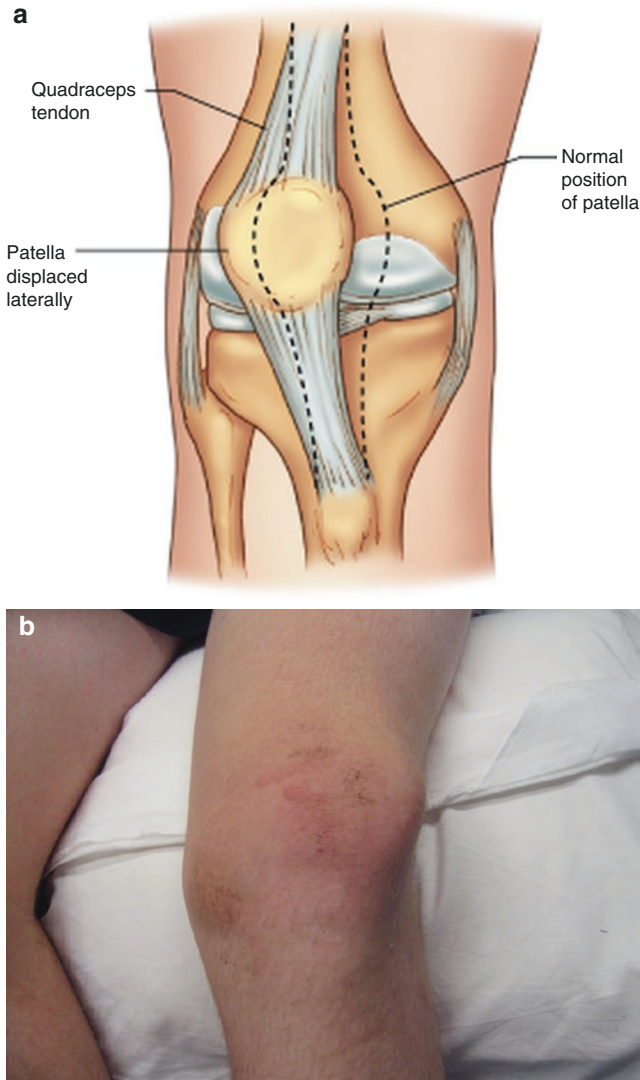 a
Quadraceps
tendon
Normal
position
of patella
Patella
displaced
laterally
b